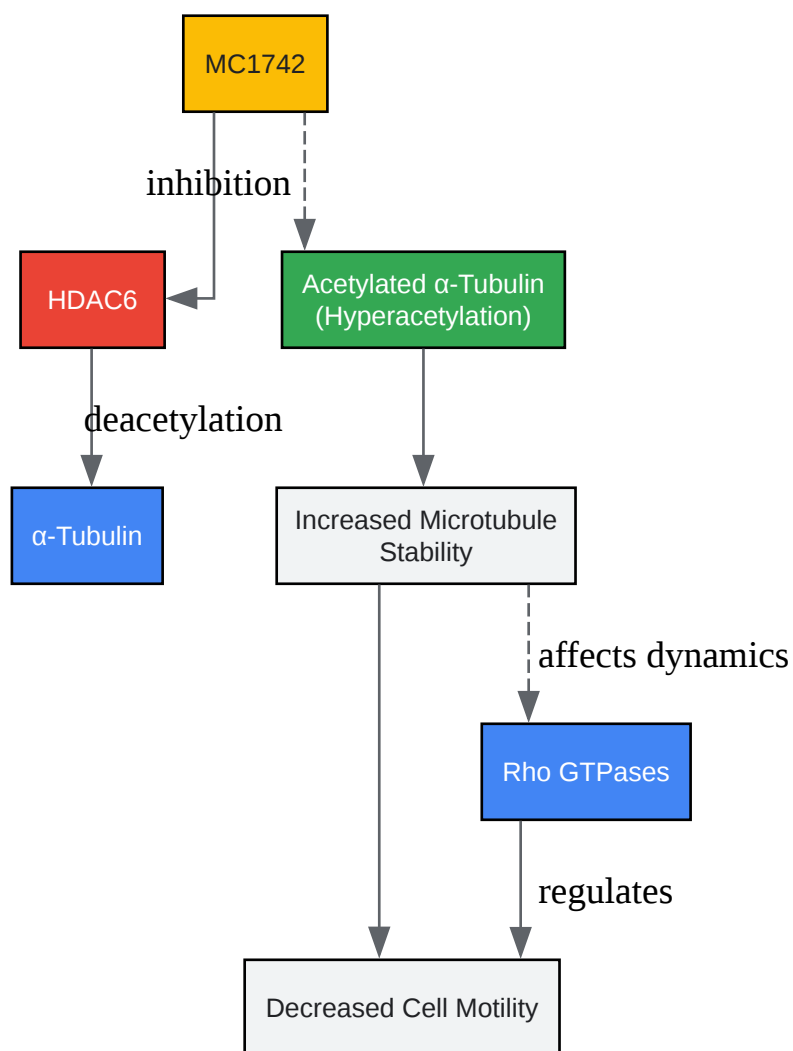 MC1742
inhibition
HDAC6
Acetylated α-Tubulin
(Hyperacetylation)
deacetylation
α-Tubulin
Increased Microtubule
Stability
affects dynamics
Rho GTPases
regulates
Decreased Cell Motility